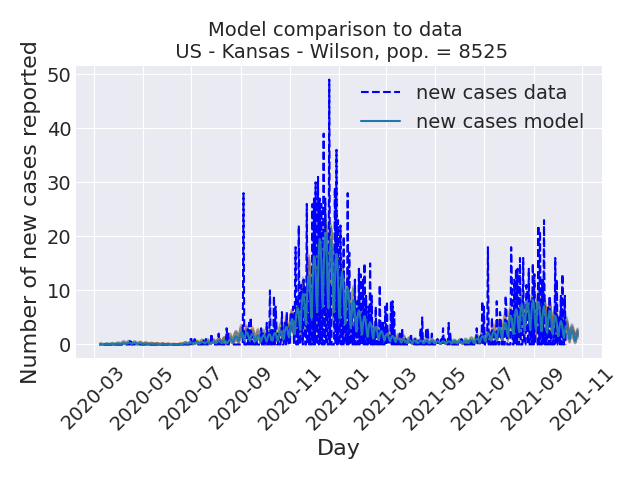 Model comparison to data
US - Kansas - Wilson, pop. = 8525
Number of new cases reported
50
40
30
20
10
0
new cases data
new cases model
2020-03
2020-05
2020-07
2020-09
2020-11
2021-01
2021-03
2021-05
2021-07
2021-09
2021-11
Day